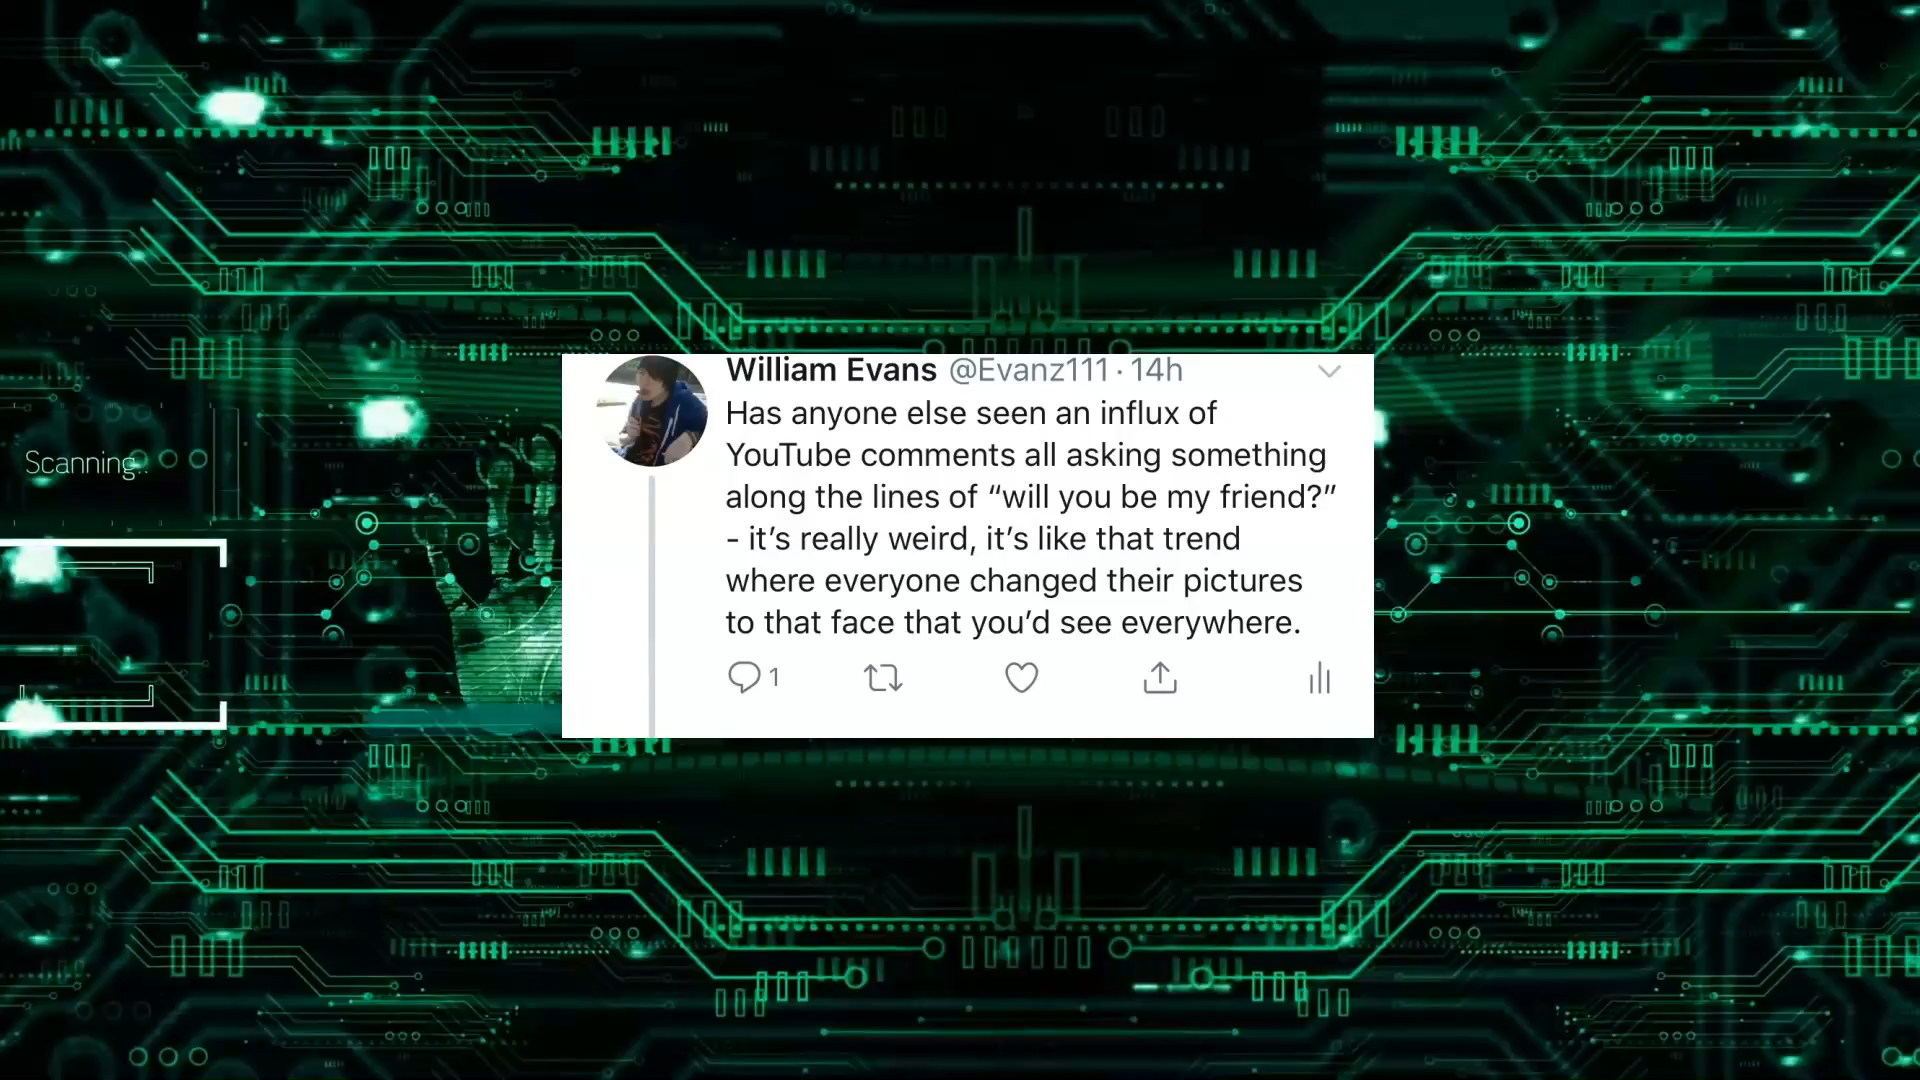 William Evans @Evanz111 · 14h
Has anyone else seen an influx of
YouTube comments all asking something
along the lines of “will you be my friend?”
- it’s really weird, it’s like that trend
where everyone changed their pictures
to that face that you’d see everywhere.
1
Scanning..